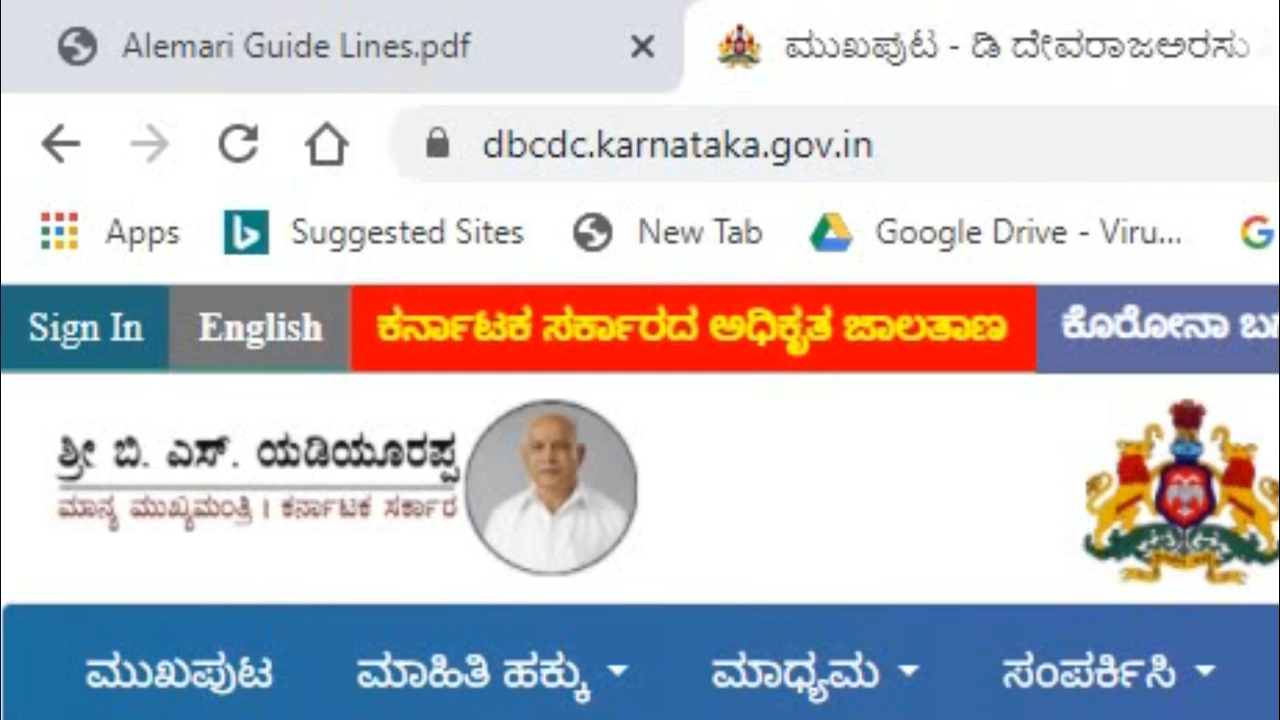 Alemari Guide Lines.pdf
ಮುಖಪುಟ - ಡಿ ದೇವರಾಜಅರಸು
dbcdc.karnataka.gov.in
Apps Suggested Sites New Tab Google Drive - Viru...
Sign In English ಕರ್ನಾಟಕ ಸರ್ಕಾರದ ಅಧಿಕೃತ ಜಾಲತಾಣ ಕೊರೋನಾ
ಶ್ರೀ ಬಿ. ಎಸ್. ಯಡಿಯೂರಪ್ಪ
ಮಾನ್ಯ ಮುಖ್ಯಮಂತ್ರಿ | ಕರ್ನಾಟಕ ಸರ್ಕಾರ
ಮುಖಪುಟ ಮಾಹಿತಿ ಹಕ್ಕು ಮಾಧ್ಯಮ ಸಂಪರ್ಕಿಸಿ